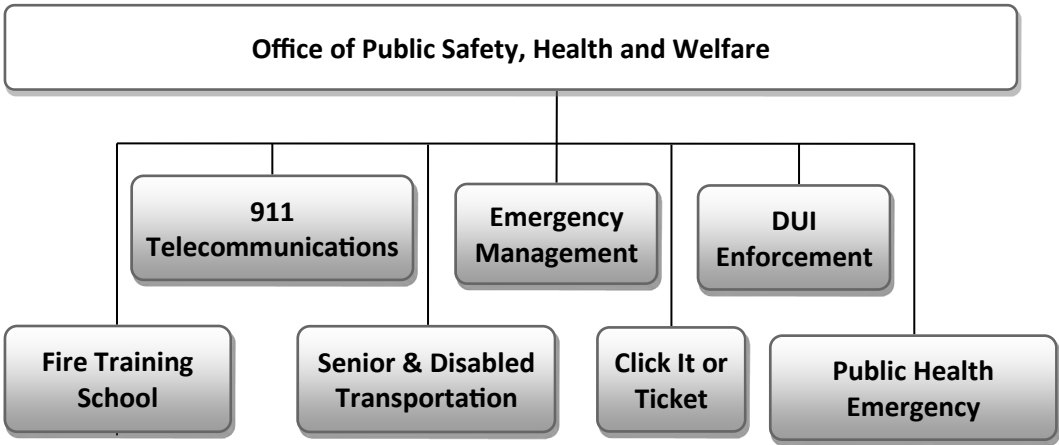 Office of Public Safety, Health and Welfare
911
Telecommunications
Emergency
Management
DUI
Enforcement
Fire Training
School
Senior & Disabled
Transportation
Click It or
Ticket
Public Health
Emergency